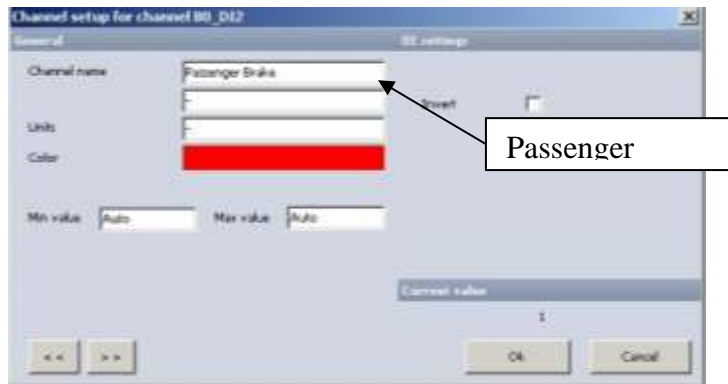 Channel setup for channel B0_DI2
General
DI settings
Channel name
Passenger Brake
-
Invert
Units
-
Color
Passenger
Min value Auto Max value Auto
Current value
1
<< >> Ok Cancel